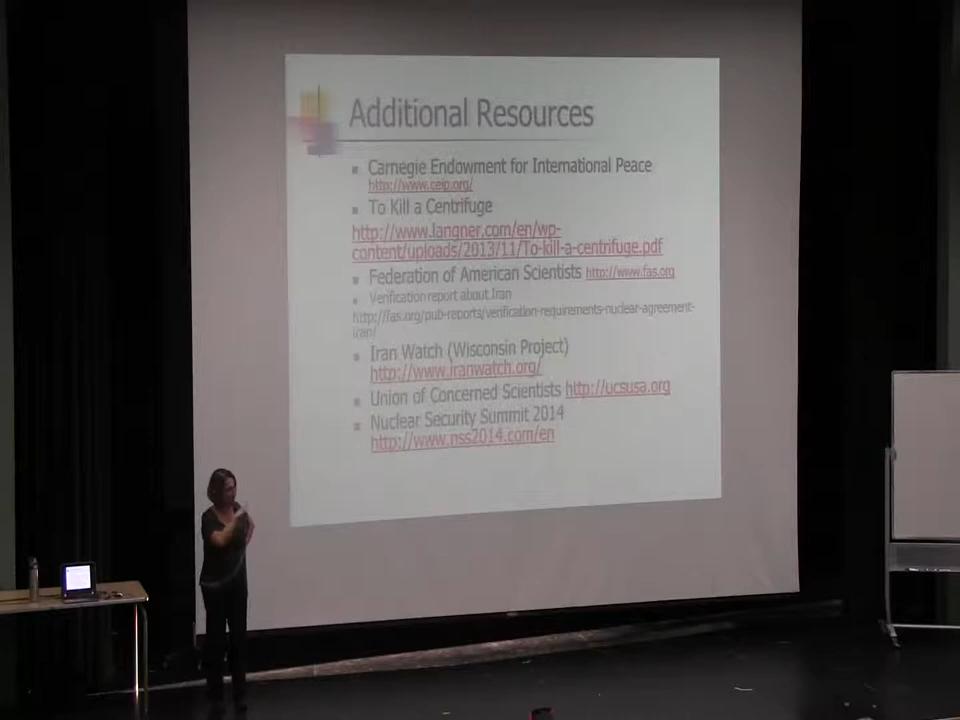 Additional Resources
Carnegie Endowment for International Peace
http://www.ceip.org/
To Kill a Centrifuge
http://www.langner.com/en/wp-
content/uploads/2013/11/To-kill-a-centrifuge.pdf
Federation of American Scientists http://www.fas.org
Verification report about Iran
http://fas.org/pub-reports/verification-requirements-nuclear-agreement-
iran/
Iran Watch (Wisconsin Project)
http://www.iranwatch.org/
Union of Concerned Scientists http://ucsusa.org
Nuclear Security Summit 2014
http://www.nss2014.com/en